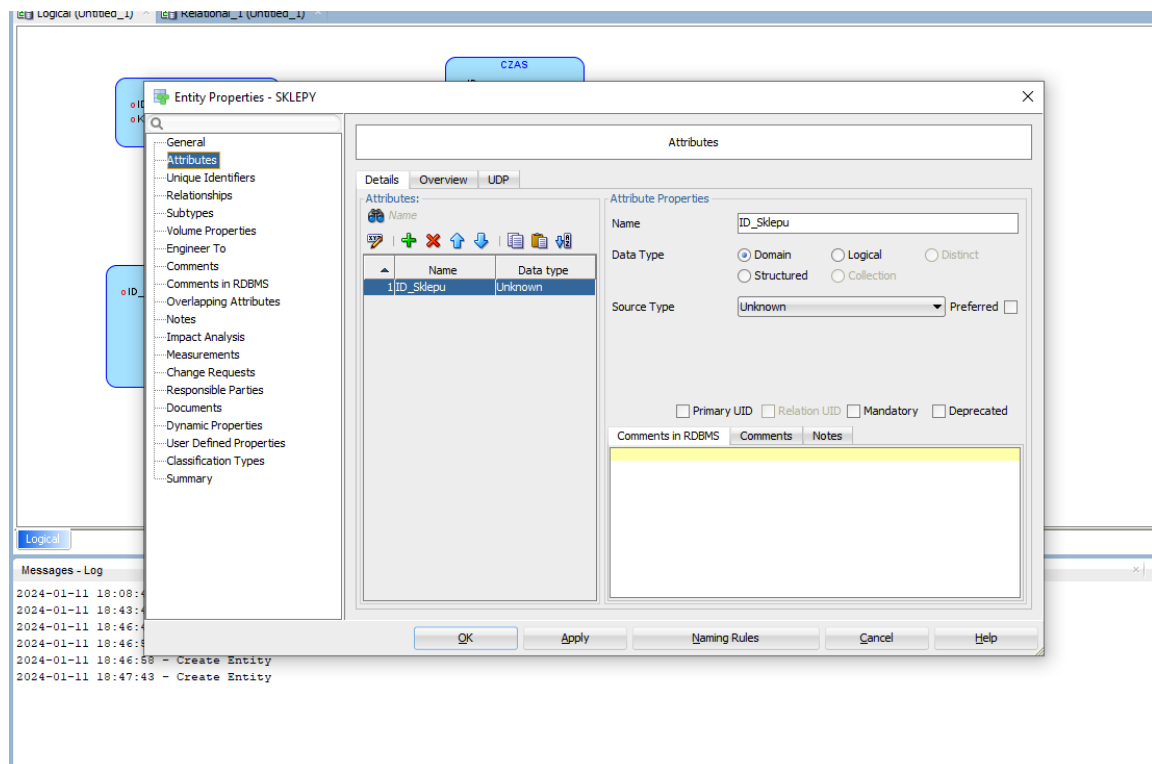 Logical (Untitled_1) × Relational_1 (Untitled_1) ×
CZAS
Entity Properties - SKLEPY
General
Attributes
Unique Identifiers
Relationships
Subtypes
Volume Properties
Engineer To
Comments
Comments in RDBMS
Overlapping Attributes
Notes
Impact Analysis
Measurements
Change Requests
Responsible Parties
Documents
Dynamic Properties
User Defined Properties
Classification Types
Summary
Attributes
Details Overview UDP
Attributes:
Name
Name Data type
1 ID_Sklepu Unknown
Attribute Properties
Name ID_Sklepu
Data Type Domain Logical Distinct
Structured Collection
Source Type Unknown Preferred
Primary UID Relation UID Mandatory Deprecated
Comments in RDBMS Comments Notes
OK Apply Naming Rules Cancel Help
ID_
Logical
Messages - Log
2024-01-11 18:08:4
2024-01-11 18:43:4
2024-01-11 18:46:4
2024-01-11 18:46:5
2024-01-11 18:46:58 - Create Entity
2024-01-11 18:47:43 - Create Entity